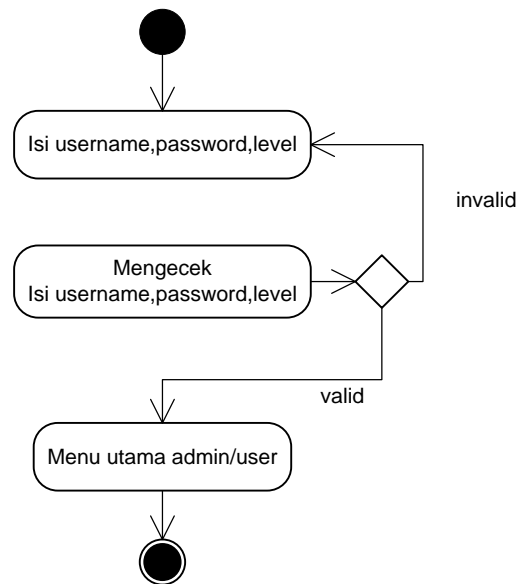 Isi username,password,level
invalid
Mengecek
Isi username,password,level
valid
Menu utama admin/user